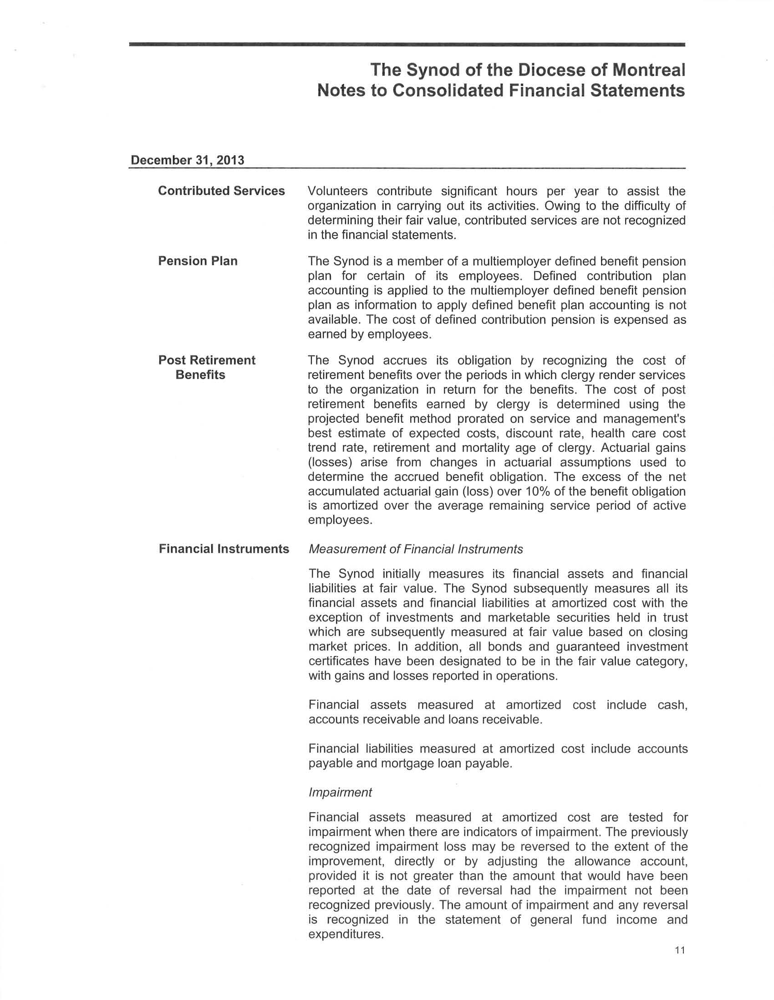 The Synod of the Diocese of Montreal
Notes to Consolidated Financial Statements
December 31, 2013
Contributed Services
Volunteers contribute significant hours per year to assist the
organization in carrying out its activities. Owing to the difficulty of
determining their fair value, contributed services are not recognized
in the financial statements.
Pension Plan
The Synod is a member of a multiemployer defined benefit pension
plan for certain of its employees. Defined contribution plan
accounting is applied to the multiemployer defined benefit pension
plan as information to apply defined benefit plan accounting is not
available. The cost of defined contribution pension is expensed as
earned by employees.
Post Retirement
Benefits
The Synod accrues its obligation by recognizing the cost of
retirement benefits over the periods in which clergy render services
to the organization in return for the benefits. The cost of post
retirement benefits earned by clergy is determined using the
projected benefit method prorated on service and management's
best estimate of expected costs, discount rate, health care cost
trend rate, retirement and mortality age of clergy. Actuarial gains
(losses) arise from changes in actuarial assumptions used to
determine the accrued benefit obligation. The excess of the net
accumulated actuarial gain (loss) over 10% of the benefit obligation
is amortized over the average remaining service period of active
employees.
Financial Instruments
Measurement of Financial Instruments
The Synod initially measures its financial assets and financial
liabilities at fair value. The Synod subsequently measures all its
financial assets and financial liabilities at amortized cost with the
exception of investments and marketable securities held in trust
which are subsequently measured at fair value based on closing
market prices. In addition, all bonds and guaranteed investment
certificates have been designated to be in the fair value category,
with gains and losses reported in operations.
Financial assets measured at amortized cost include cash,
accounts receivable and loans receivable.
Financial liabilities measured at amortized cost include accounts
payable and mortgage loan payable.
Impairment
Financial assets measured at amortized cost are tested for
impairment when there are indicators of impairment. The previously
recognized impairment loss may be reversed to the extent of the
improvement, directly or by adjusting the allowance account,
provided it is not greater than the amount that would have been
reported at the date of reversal had the impairment not been
recognized previously. The amount of impairment and any reversal
is recognized in the statement of general fund income and
expenditures.
11